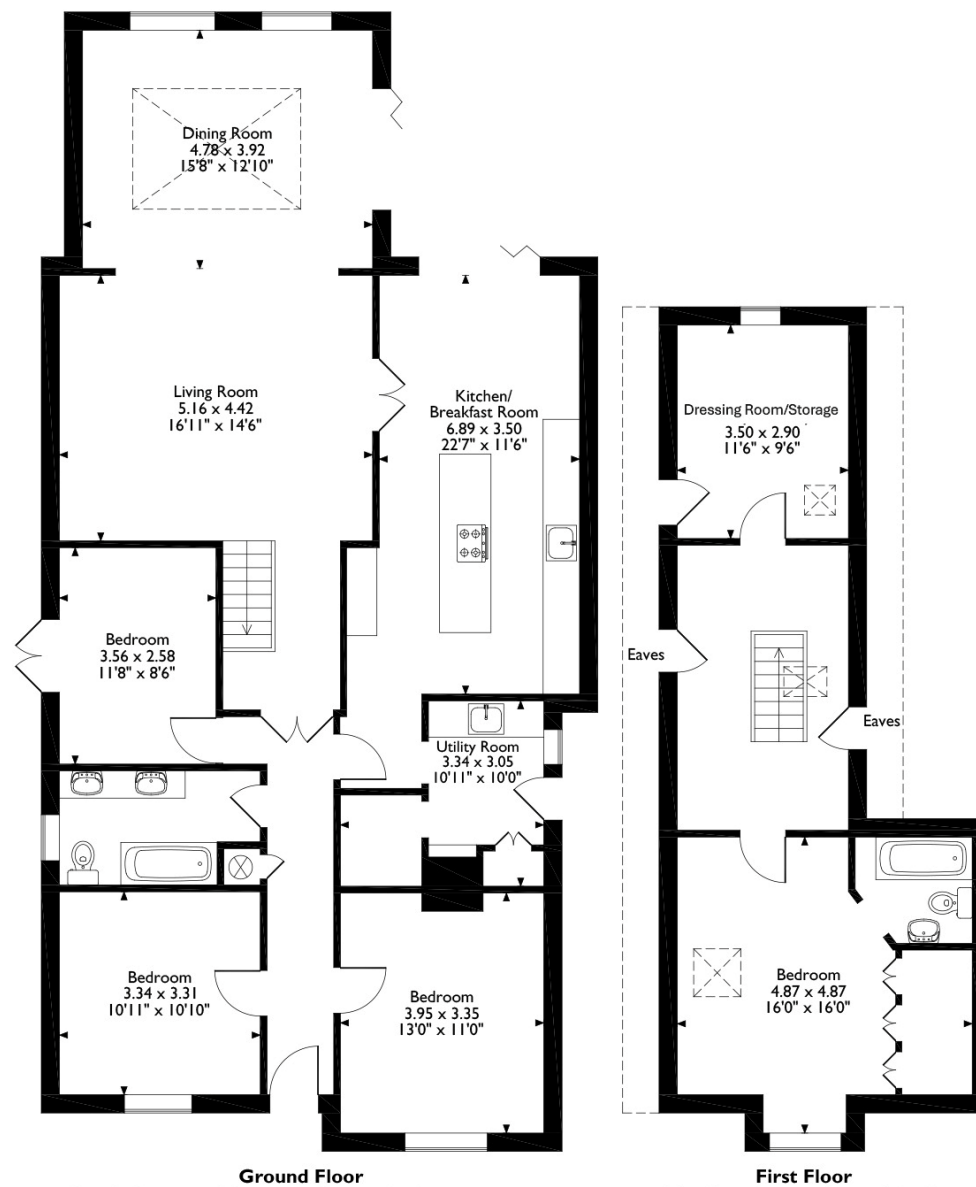 Dining Room
4.78 x 3.92
15'8" x 12'10"
Living Room
5.16 x 4.42
16'11" x 14'6"
Kitchen/
Breakfast Room
6.89 x 3.50
22'7" x 11'6"
Bedroom
3.56 x 2.58
11'8" x 8'6"
Utility Room
3.34 x 3.05
10'11" x 10'0"
Bedroom
3.34 x 3.31
10'11" x 10'10"
Bedroom
3.95 x 3.35
13'0" x 11'0"
Ground Floor
Dressing Room/Storage
3.50 x 2.90
11'6" x 9'6"
Eaves
Eaves
Bedroom
4.87 x 4.87
16'0" x 16'0"
First Floor